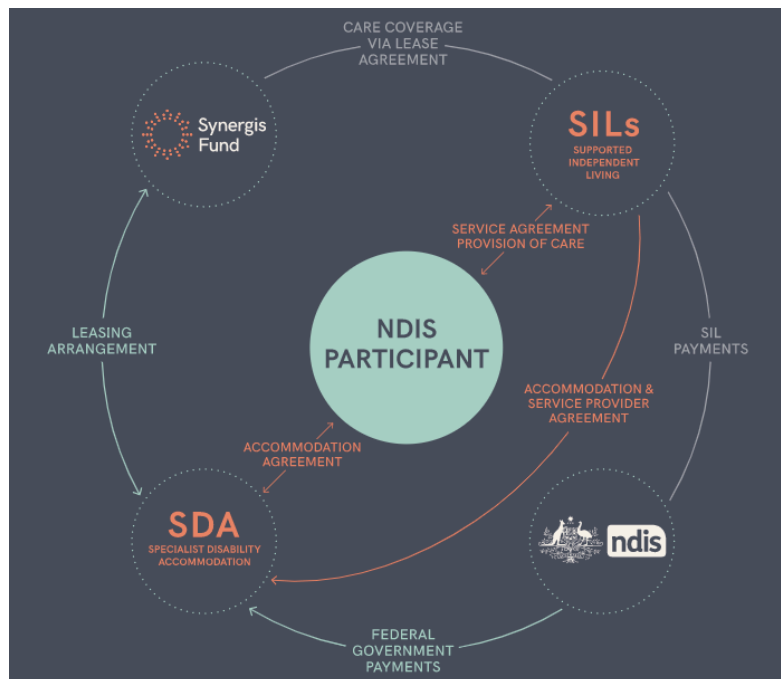 CARE COVERAGE
VIA LEASE
AGREEMENT
Synergis
Fund
SILs
SUPPORTED
INDEPENDENT
LIVING
SERVICE AGREEMENT
PROVISION OF CARE
LEASING
ARRANGEMENT
NDIS
PARTICIPANT
SIL
PAYMENTS
ACCOMMODATION &
SERVICE PROVIDER
AGREEMENT
ACCOMMODATION
AGREEMENT
SDA
SPECIALIST DISABILITY
ACCOMMODATION
ndis
FEDERAL
GOVERNMENT
PAYMENTS